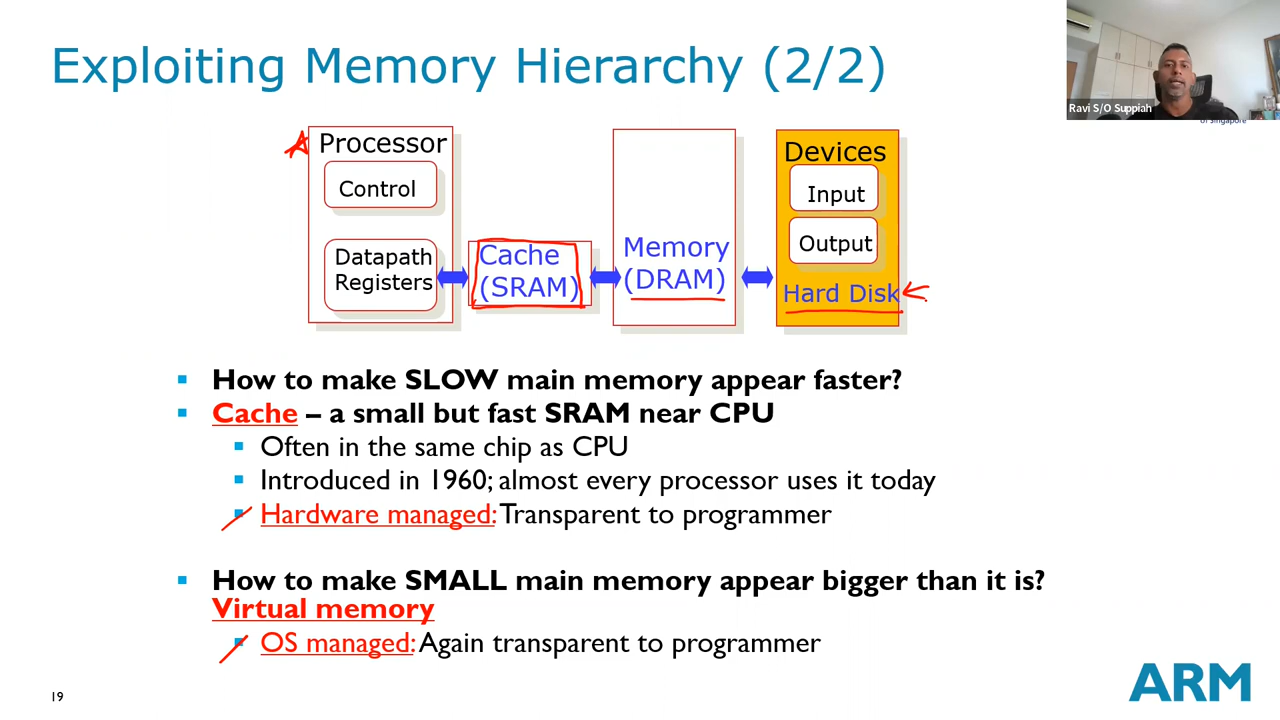 Exploiting Memory Hierarchy (2/2)
Ravi S/O Suppiah
of Singapore
Processor
Control
Datapath
Registers
Cache
(SRAM)
Memory
(DRAM)
Devices
Input
Output
Hard Disk
How to make SLOW main memory appear faster?
Cache – a small but fast SRAM near CPU
Often in the same chip as CPU
Introduced in 1960; almost every processor uses it today
Hardware managed: Transparent to programmer
How to make SMALL main memory appear bigger than it is?
Virtual memory
OS managed: Again transparent to programmer
19
ARM